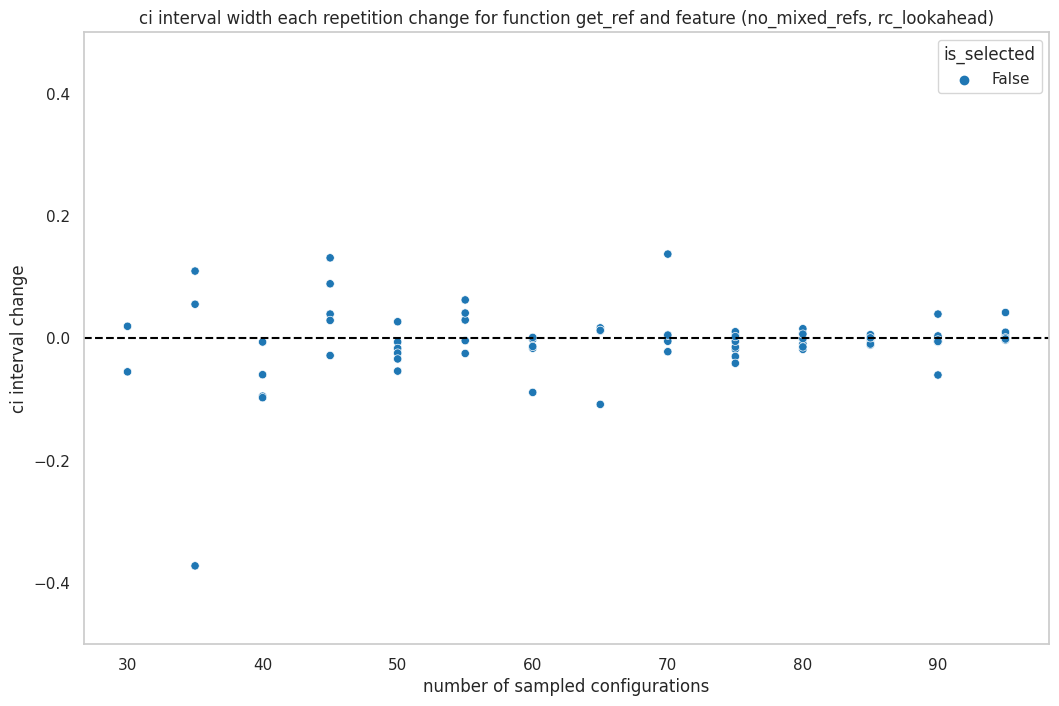 ci interval width each repetition change for function get_ref and feature (no_mixed_refs, rc_lookahead)
is_selected
False
ci interval change
0.4
0.2
0.0
−0.2
−0.4
30 40 50 60 70 80 90
number of sampled configurations